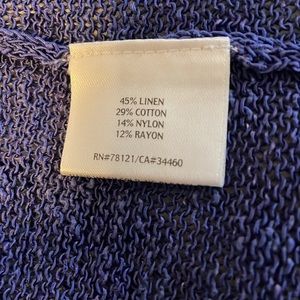 45% LINEN
29% COTTON
14% NYLON
12% RAYON
RN#78121/CA#34460